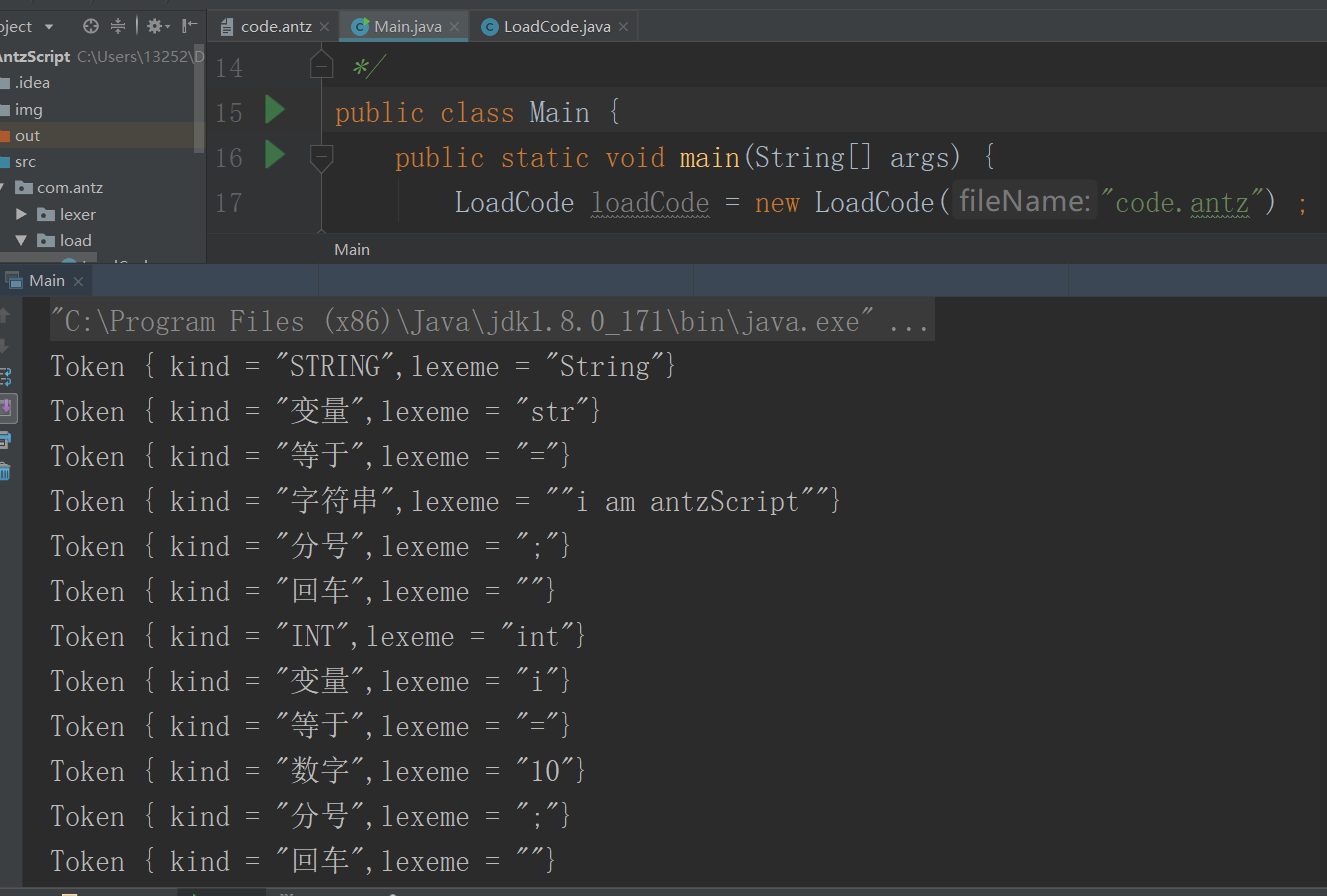 oject
code.antz
Main.java
LoadCode.java
AntzScript C:\Users\13252\D
.idea
img
out
src
com.antz
lexer
load
14 */
15 public class Main {
16 public static void main(String[] args) {
17 LoadCode loadCode = new LoadCode( fileName: "code.antz") ;
Main
Main
"C:\Program Files (x86)\Java\jdk1.8.0_171\bin\java.exe" ...
Token { kind = "STRING",lexeme = "String"}
Token { kind = "变量",lexeme = "str"}
Token { kind = "等于",lexeme = "="}
Token { kind = "字符串",lexeme = ""i am antzScript""}
Token { kind = "分号",lexeme = ";"}
Token { kind = "回车",lexeme = ""}
Token { kind = "INT",lexeme = "int"}
Token { kind = "变量",lexeme = "i"}
Token { kind = "等于",lexeme = "="}
Token { kind = "数字",lexeme = "10"}
Token { kind = "分号",lexeme = ";"}
Token { kind = "回车",lexeme = ""}